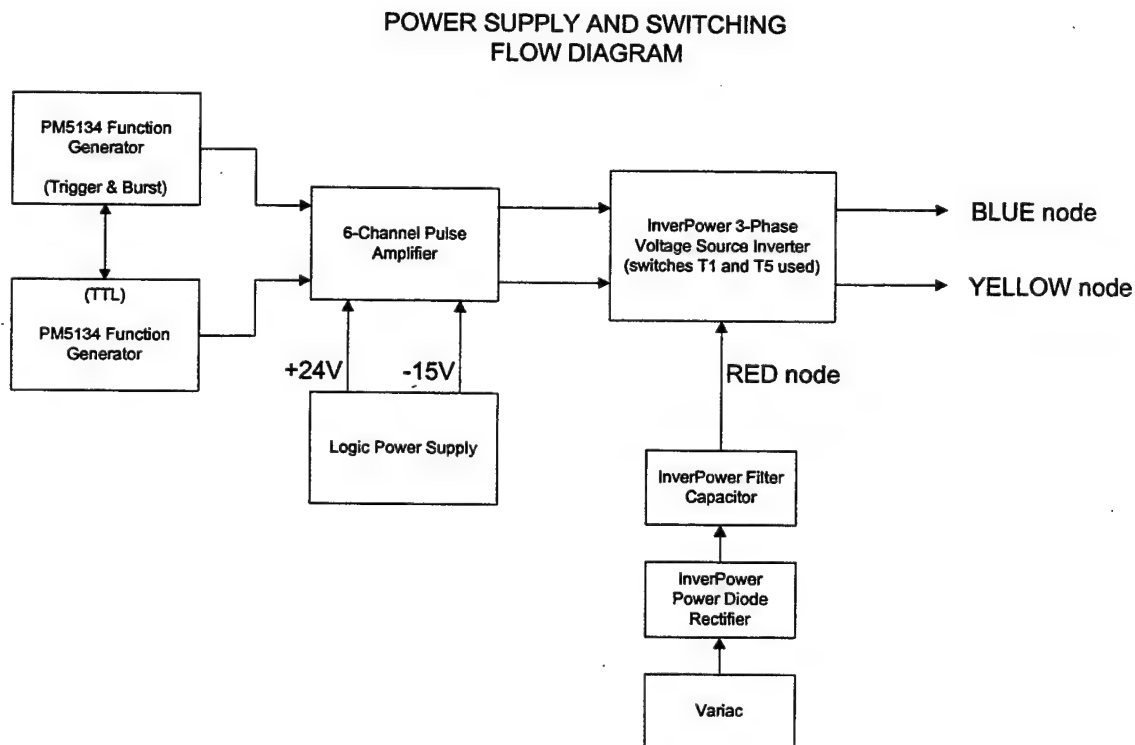 POWER SUPPLY AND SWITCHING
FLOW DIAGRAM
PM5134 Function
Generator
(Trigger & Burst)
(TTL)
PM5134 Function
Generator
6-Channel Pulse
Amplifier
+24V
-15V
Logic Power Supply
InverPower 3-Phase
Voltage Source Inverter
(switches T1 and T5 used)
BLUE node
YELLOW node
RED node
InverPower Filter
Capacitor
InverPower
Power Diode
Rectifier
Variac